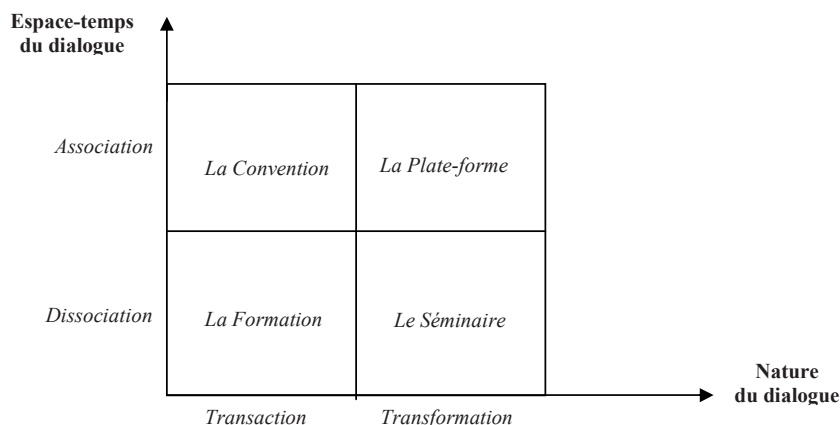 Espace-temps
du dialogue
Association
La Convention
La Plate-forme
Dissociation
La Formation
Le Séminaire
Nature
du dialogue
Transaction
Transformation